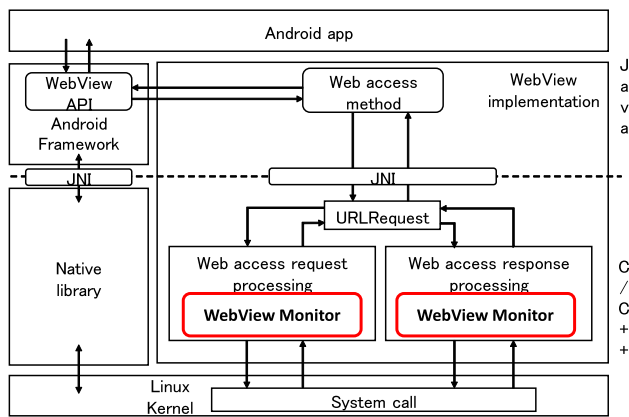 Android app
WebView
API
Android
Framework
Web access
method
WebView
implementation
J
a
v
a
JNI
JNI
URLRequest
Native
library
Web access request
processing
WebView Monitor
Web access response
processing
WebView Monitor
C
/
C
+
+
Linux
Kernel
System call